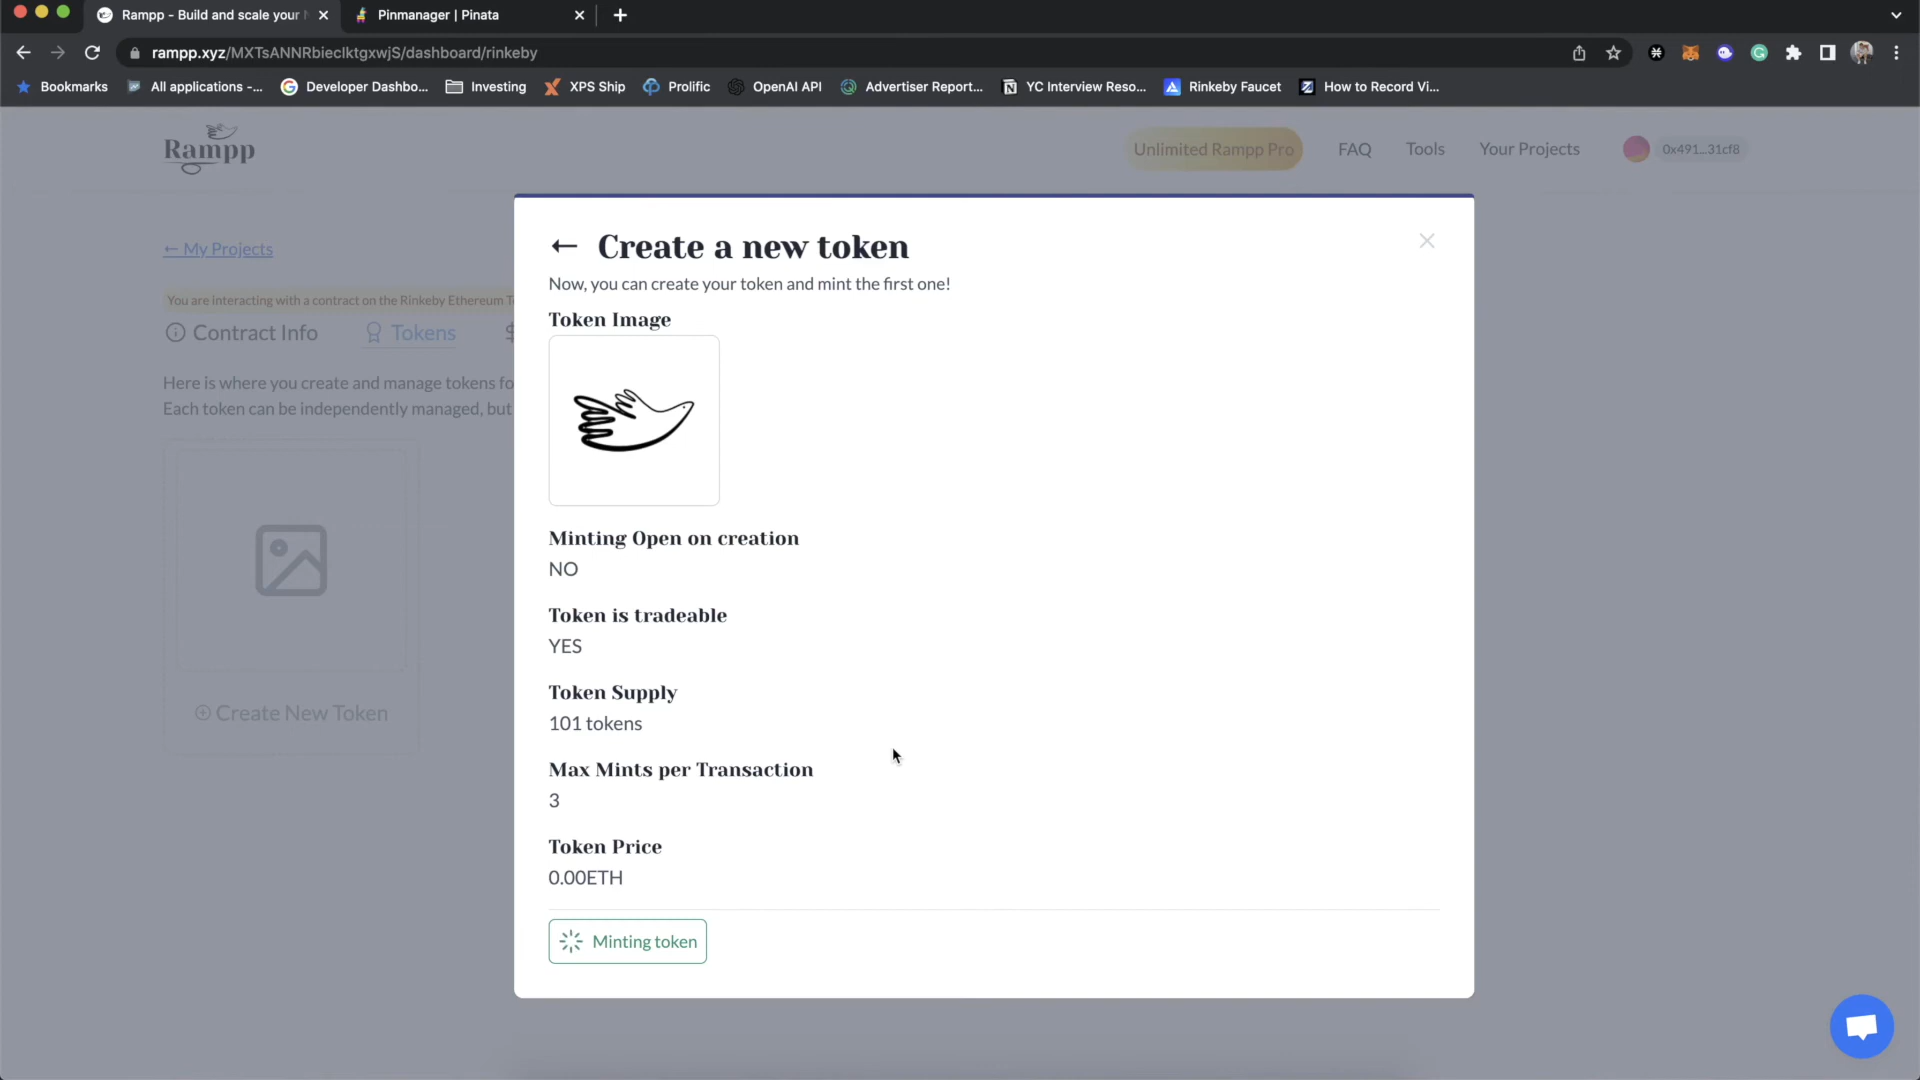 Rampp - Build and scale your
Pinmanager | Pinata
rampp.xyz/MXTsANNRbiecIktgxwjS/dashboard/rinkeby
Bookmarks
All applications -...
Developer Dashbo...
Investing
XPS Ship
Prolific
OpenAI API
Advertiser Report...
YC Interview Reso...
Rinkeby Faucet
How to Record Vi...
Rampp
Unlimited Rampp Pro
FAQ
Tools
Your Projects
0x491...31cf8
← My Projects
You are interacting with a contract on the Rinkeby Ethereum
Contract Info
Tokens
Here is where you create and manage tokens fo
Each token can be independently managed, but
Create New Token
← Create a new token
Now, you can create your token and mint the first one!
Token Image
Minting Open on creation
NO
Token is tradeable
YES
Token Supply
101 tokens
Max Mints per Transaction
3
Token Price
0.00ETH
Minting token